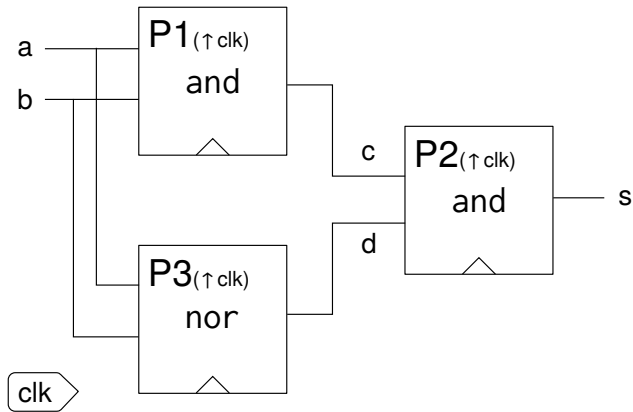 P1(↑clk)
a
and
b
c
P2(↑clk)
and
s
d
P3(↑clk)
nor
clk